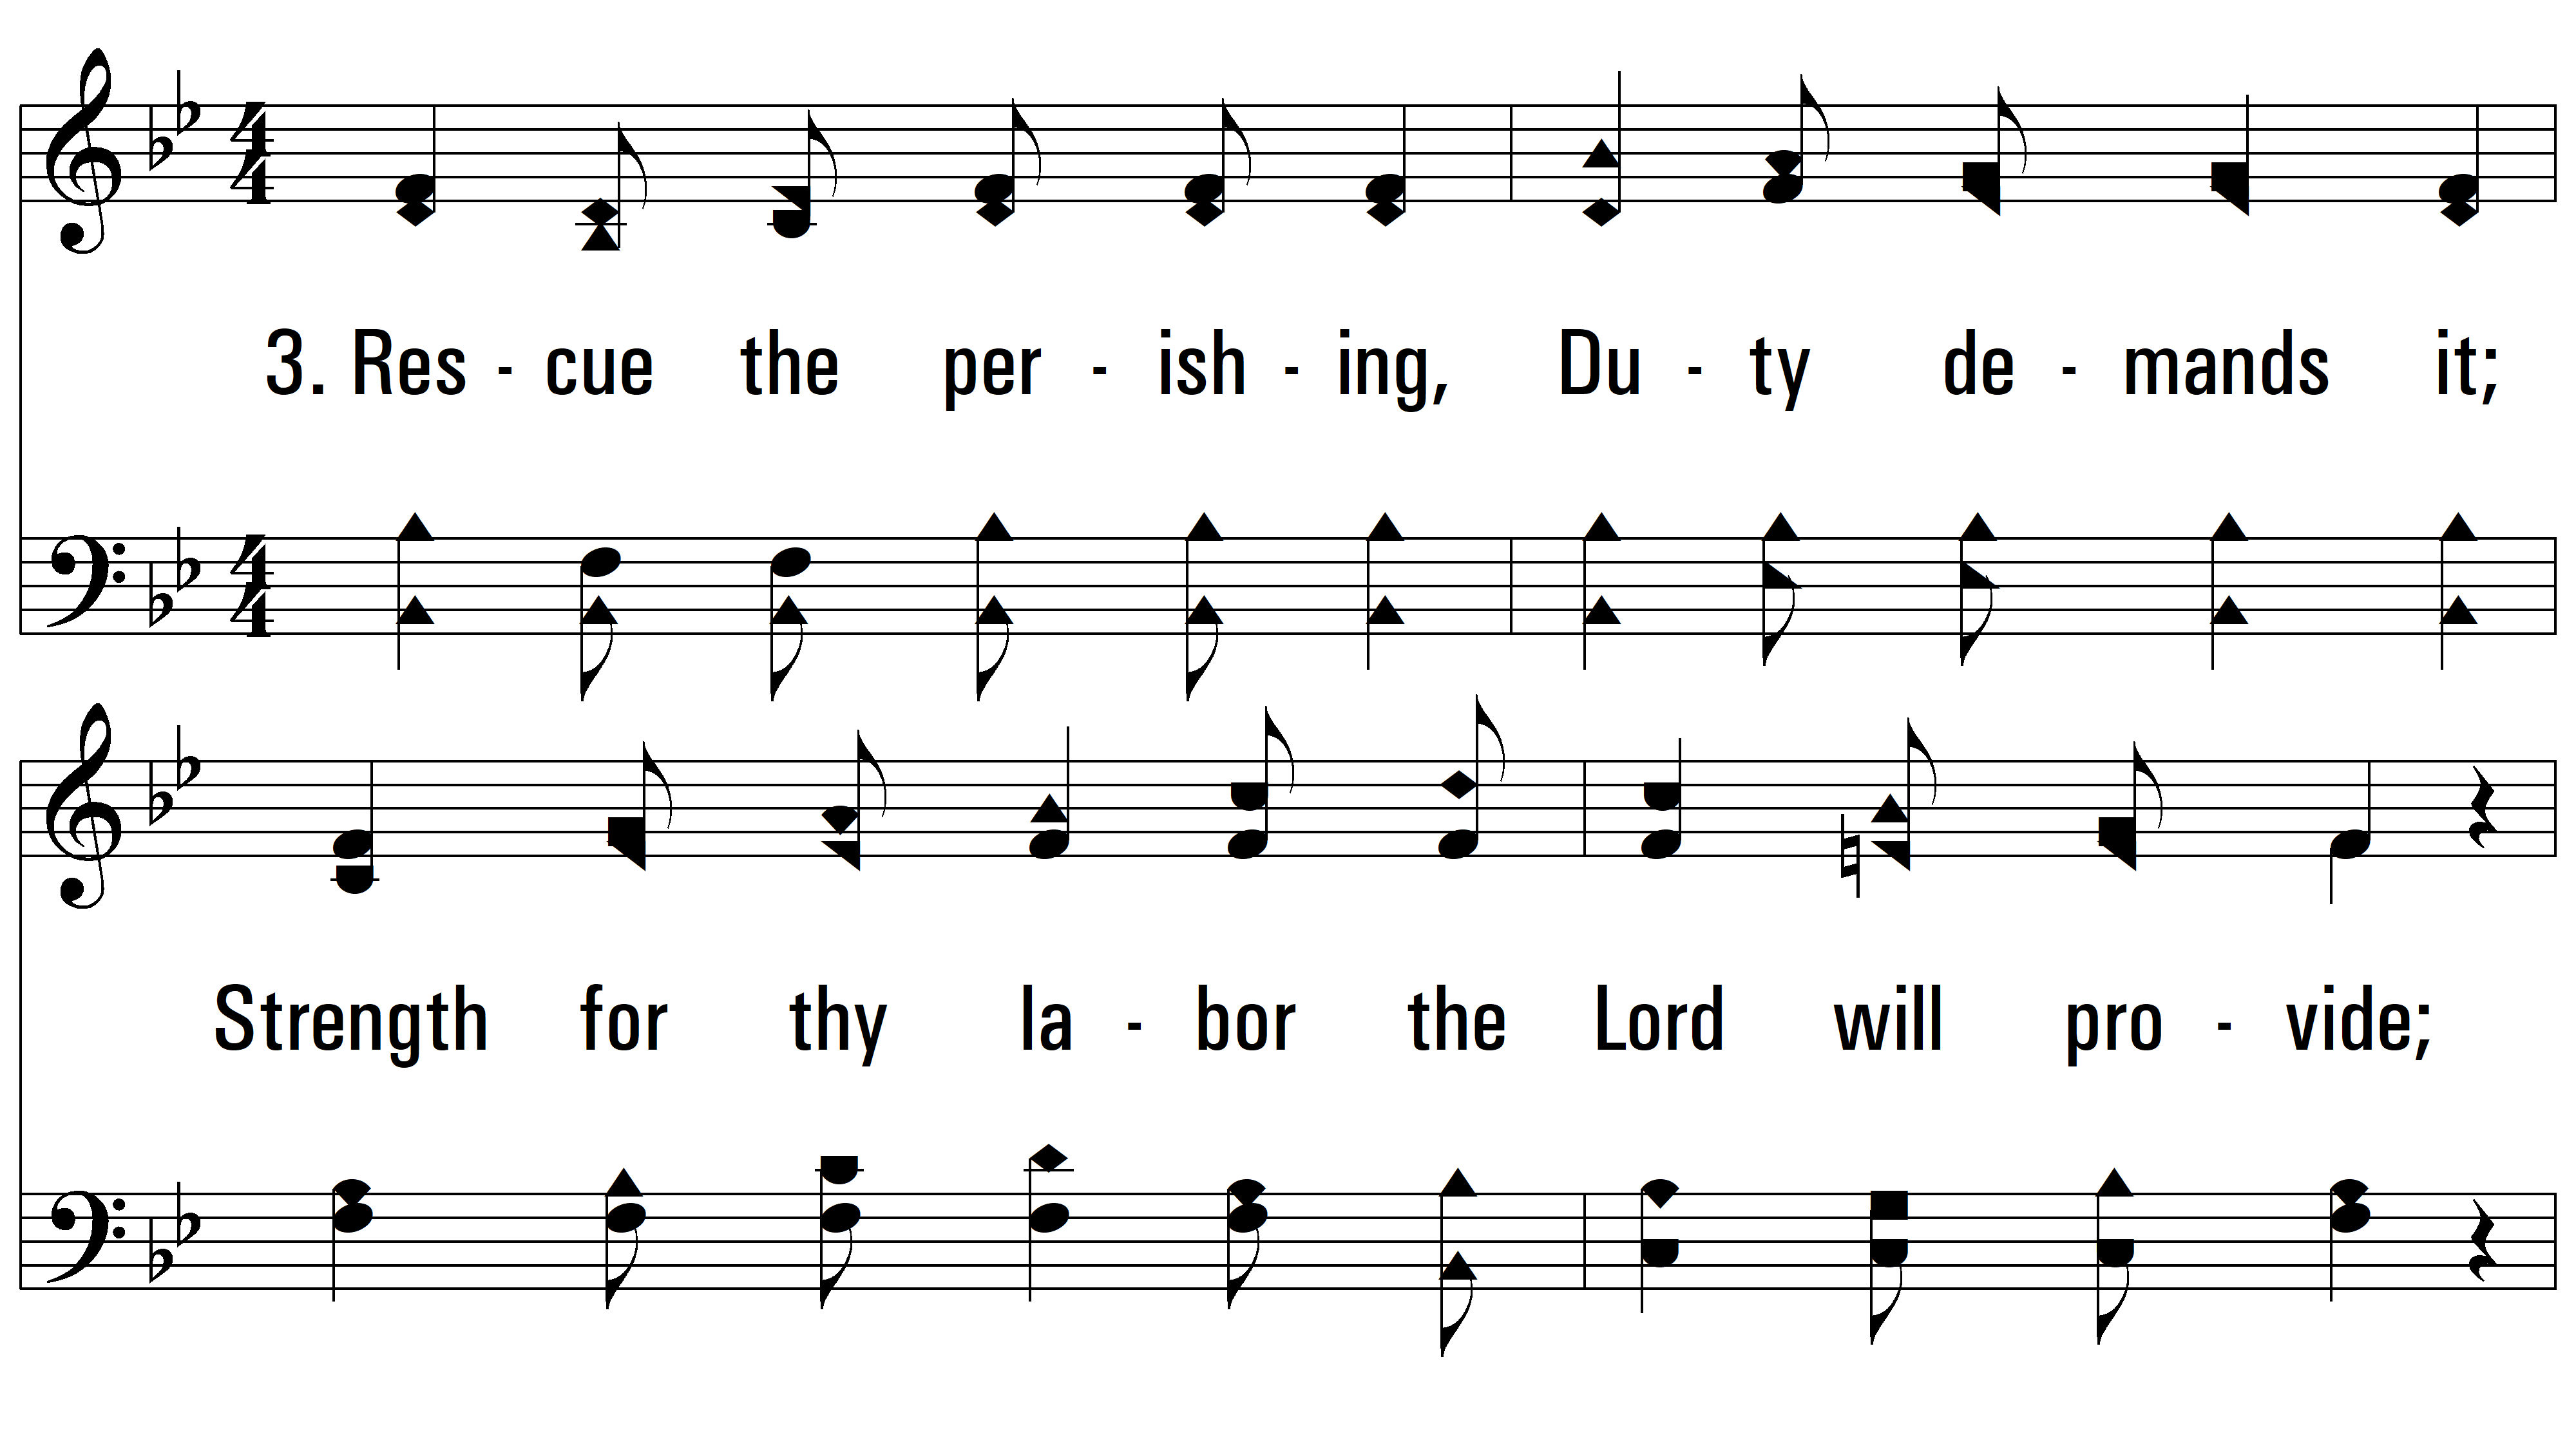 3. Res - cue the per - ish - ing, Du - ty de - mands it;
Strength for thy la - bor the Lord will pro - vide;